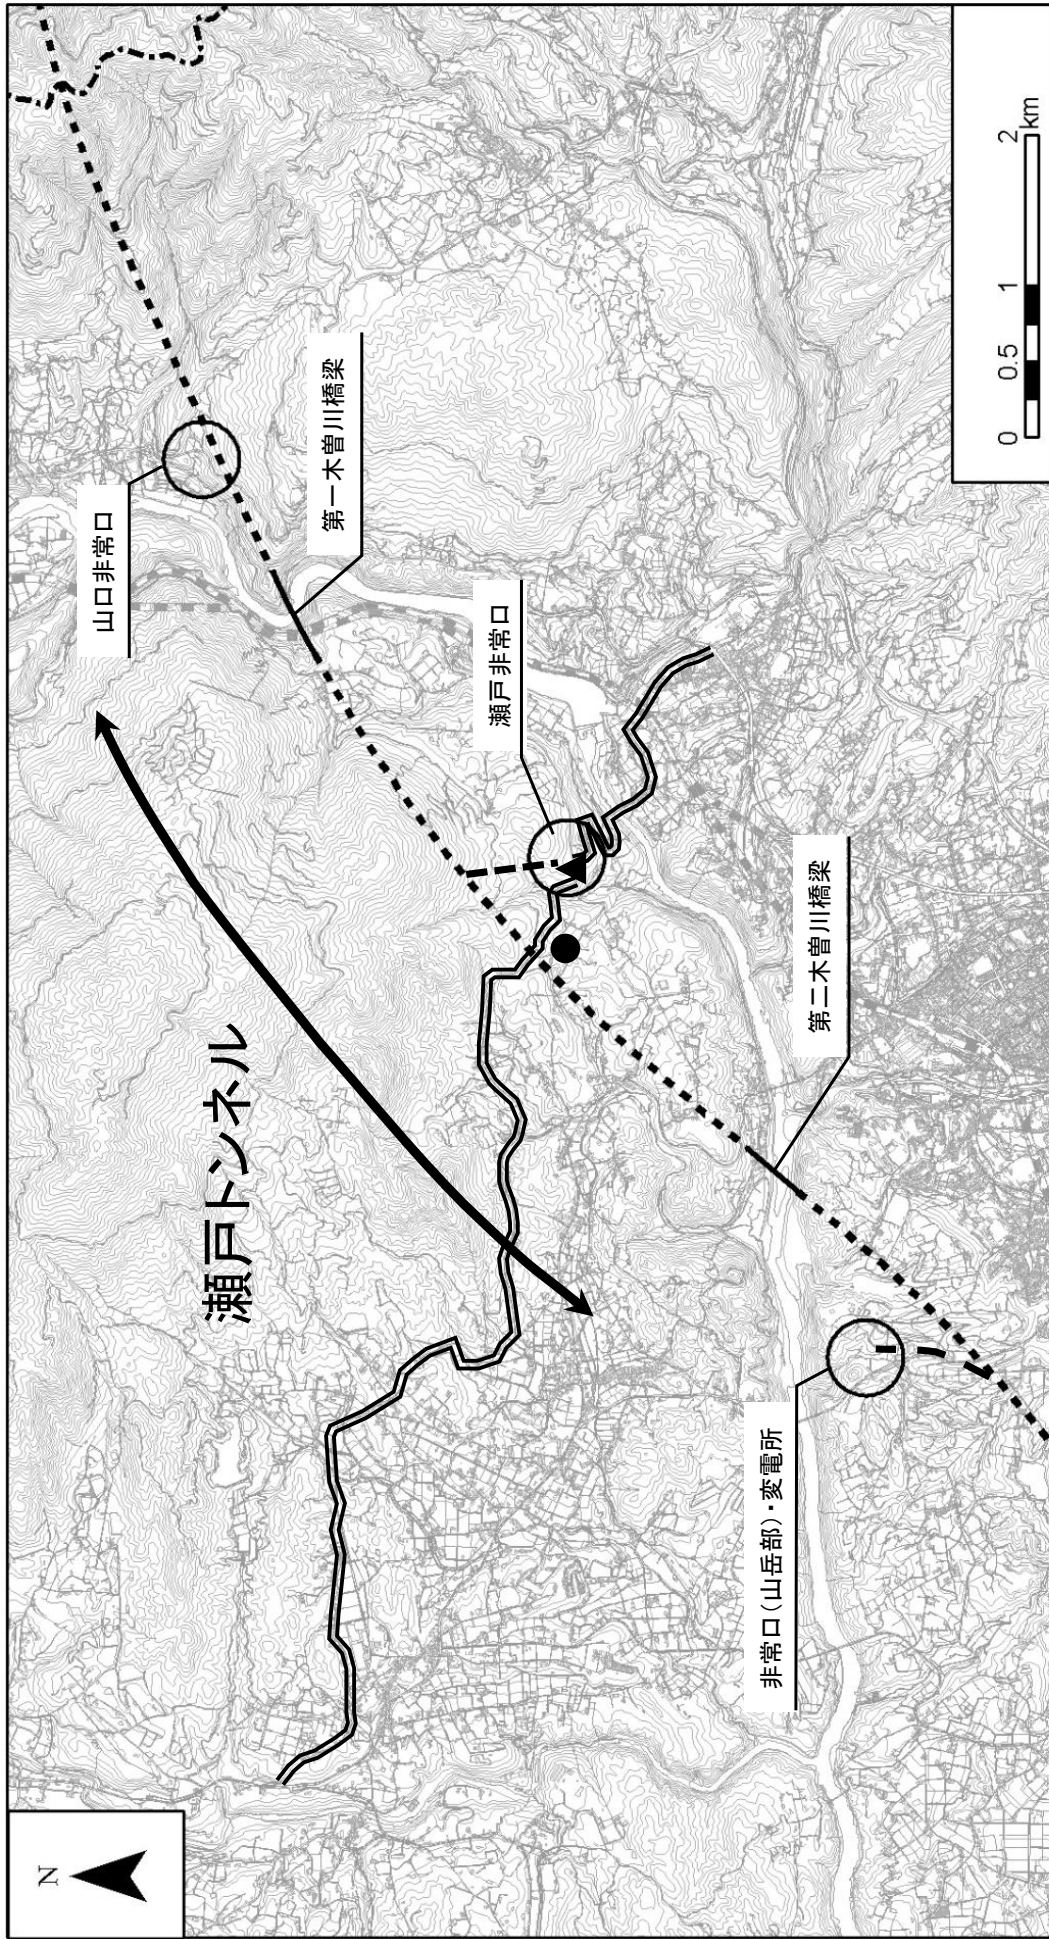 N
瀬戸トンネル
山口非常口
第一木曽川橋梁
瀬戸非常口
第二木曽川橋梁
非常口(山岳部)・変電所
0 0.5 1 2
km